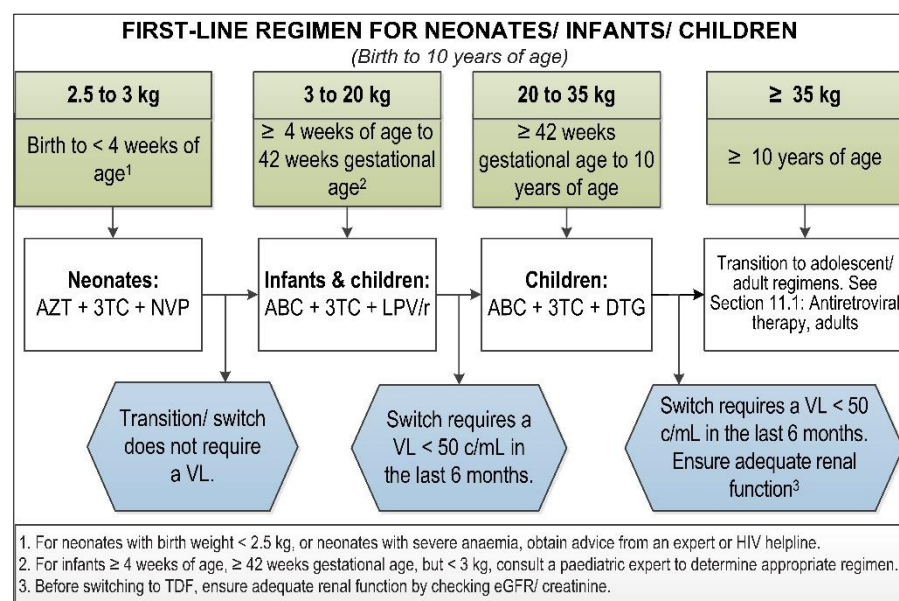 FIRST-LINE REGIMEN FOR NEONATES/ INFANTS/ CHILDREN
(Birth to 10 years of age)
2.5 to 3 kg
Birth to < 4 weeks of
age1
3 to 20 kg
≥ 4 weeks of age to
42 weeks gestational
age2
20 to 35 kg
≥ 42 weeks
gestational age to 10
years of age
≥ 35 kg
≥ 10 years of age
Neonates:
AZT + 3TC + NVP
Infants & children:
ABC + 3TC + LPV/r
Children:
ABC + 3TC + DTG
Transition to adolescent/
adult regimens. See
Section 11.1: Antiretroviral
therapy, adults
Transition/ switch
does not require
a VL.
Switch requires a
VL < 50 c/mL in
the last 6 months.
Switch requires a VL < 50
c/mL in the last 6 months.
Ensure adequate renal
function3
1. For neonates with birth weight < 2.5 kg, or neonates with severe anaemia, obtain advice from an expert or HIV helpline.
2. For infants ≥ 4 weeks of age, ≥ 42 weeks gestational age, but < 3 kg, consult a paediatric expert to determine appropriate regimen.
3. Before switching to TDF, ensure adequate renal function by checking eGFR/ creatinine.